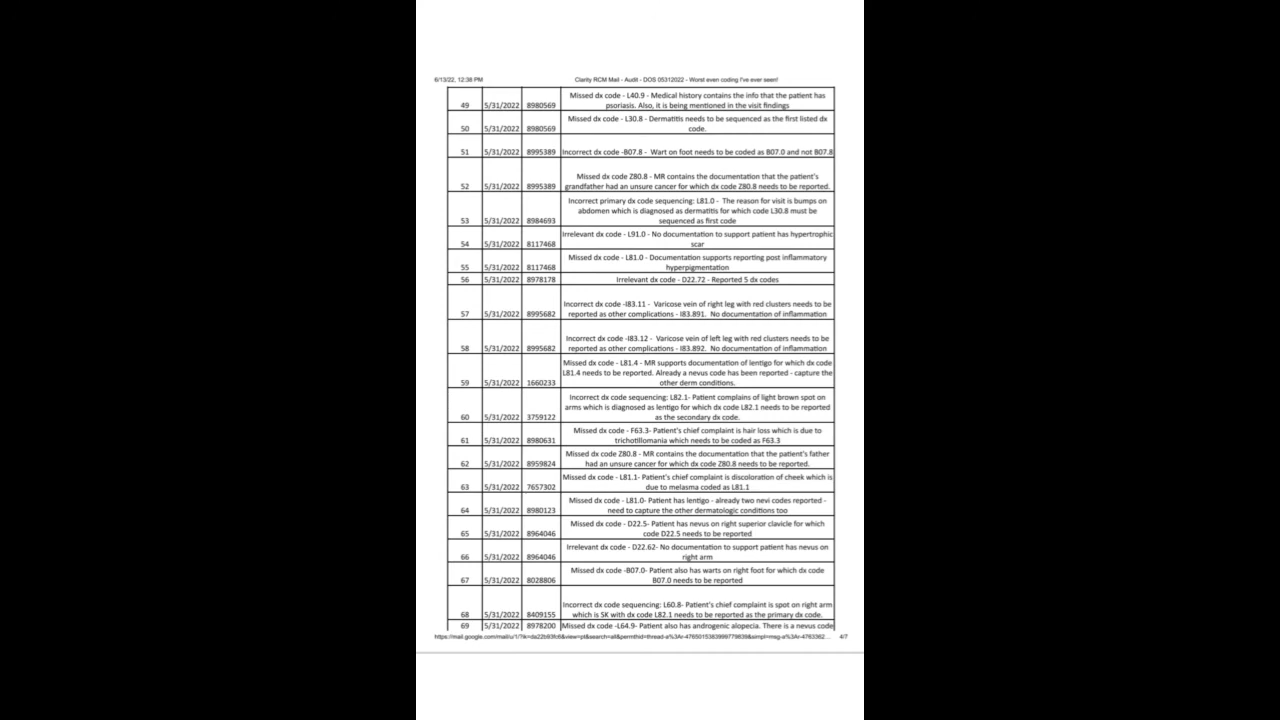 6/13/22, 12:38 PM Clarity RCM Mail - Audit - DOS 05312022 - Worst even coding I've ever seen!
49 5/31/2022 8980569 Missed dx code - L40.9 - Medical history contains the info that the patient has
psoriasis. Also, it is being mentioned in the visit findings
50 5/31/2022 8980569 Missed dx code - L30.8 - Dermatitis needs to be sequenced as the first listed dx
code.
51 5/31/2022 8995389 Incorrect dx code -B07.8 - Wart on foot needs to be coded as B07.0 and not B07.8
52 5/31/2022 8995389 Missed dx code Z80.8 - MR contains the documentation that the patient's
grandfather had an unsure cancer for which dx code Z80.8 needs to be reported.
53 5/31/2022 8984693 Incorrect primary dx code sequencing: L81.0 - The reason for visit is bumps on
abdomen which is diagnosed as dermatitis for which code L30.8 must be
sequenced as first code
54 5/31/2022 8117468 Irrelevant dx code - L91.0 - No documentation to support patient has hypertrophic
scar
55 5/31/2022 8117468 Missed dx code - L81.0 - Documentation supports reporting post inflammatory
hyperpigmentation
56 5/31/2022 8978178 Irrelevant dx code - D22.72 - Reported 5 dx codes
57 5/31/2022 8995682 Incorrect dx code -I83.11 - Varicose vein of right leg with red clusters needs to be
reported as other complications - I83.891. No documentation of inflammation
58 5/31/2022 8995682 Incorrect dx code -I83.12 - Varicose vein of left leg with red clusters needs to be
reported as other complications - I83.892. No documentation of inflammation
59 5/31/2022 1660233 Missed dx code - L81.4 - MR supports documentation of lentigo for which dx code
L81.4 needs to be reported. Already a nevus code has been reported - capture the
other derm conditions.
60 5/31/2022 3759122 Incorrect dx code sequencing: L82.1- Patient complains of light brown spot on
arms which is diagnosed as lentigo for which dx code L82.1 needs to be reported
as the secondary dx code.
61 5/31/2022 8980631 Missed dx code - F63.3- Patient's chief complaint is hair loss which is due to
trichotillomania which needs to be coded as F63.3
62 5/31/2022 8959824 Missed dx code Z80.8 - MR contains the documentation that the patient's father
had an unsure cancer for which dx code Z80.8 needs to be reported.
63 5/31/2022 7657302 Missed dx code - L81.1- Patient's chief complaint is discoloration of cheek which is
due to melasma coded as L81.1
64 5/31/2022 8980123 Missed dx code - L81.0- Patient has lentigo - already two nevi codes reported -
need to capture the other dermatologic conditions too
65 5/31/2022 8964046 Missed dx code - D22.5- Patient has nevus on right superior clavicle for which
code D22.5 needs to be reported
66 5/31/2022 8964046 Irrelevant dx code - D22.62- No documentation to support patient has nevus on
right arm
67 5/31/2022 8028806 Missed dx code -B07.0- Patient also has warts on right foot for which dx code
B07.0 needs to be reported
68 5/31/2022 8409155 Incorrect dx code sequencing: L60.8- Patient's chief complaint is spot on right arm
which is SK with dx code L82.1 needs to be reported as the primary dx code.
69 5/31/2022 8978200 Missed dx code -L64.9- Patient also has androgenic alopecia. There is a nevus code
4/7